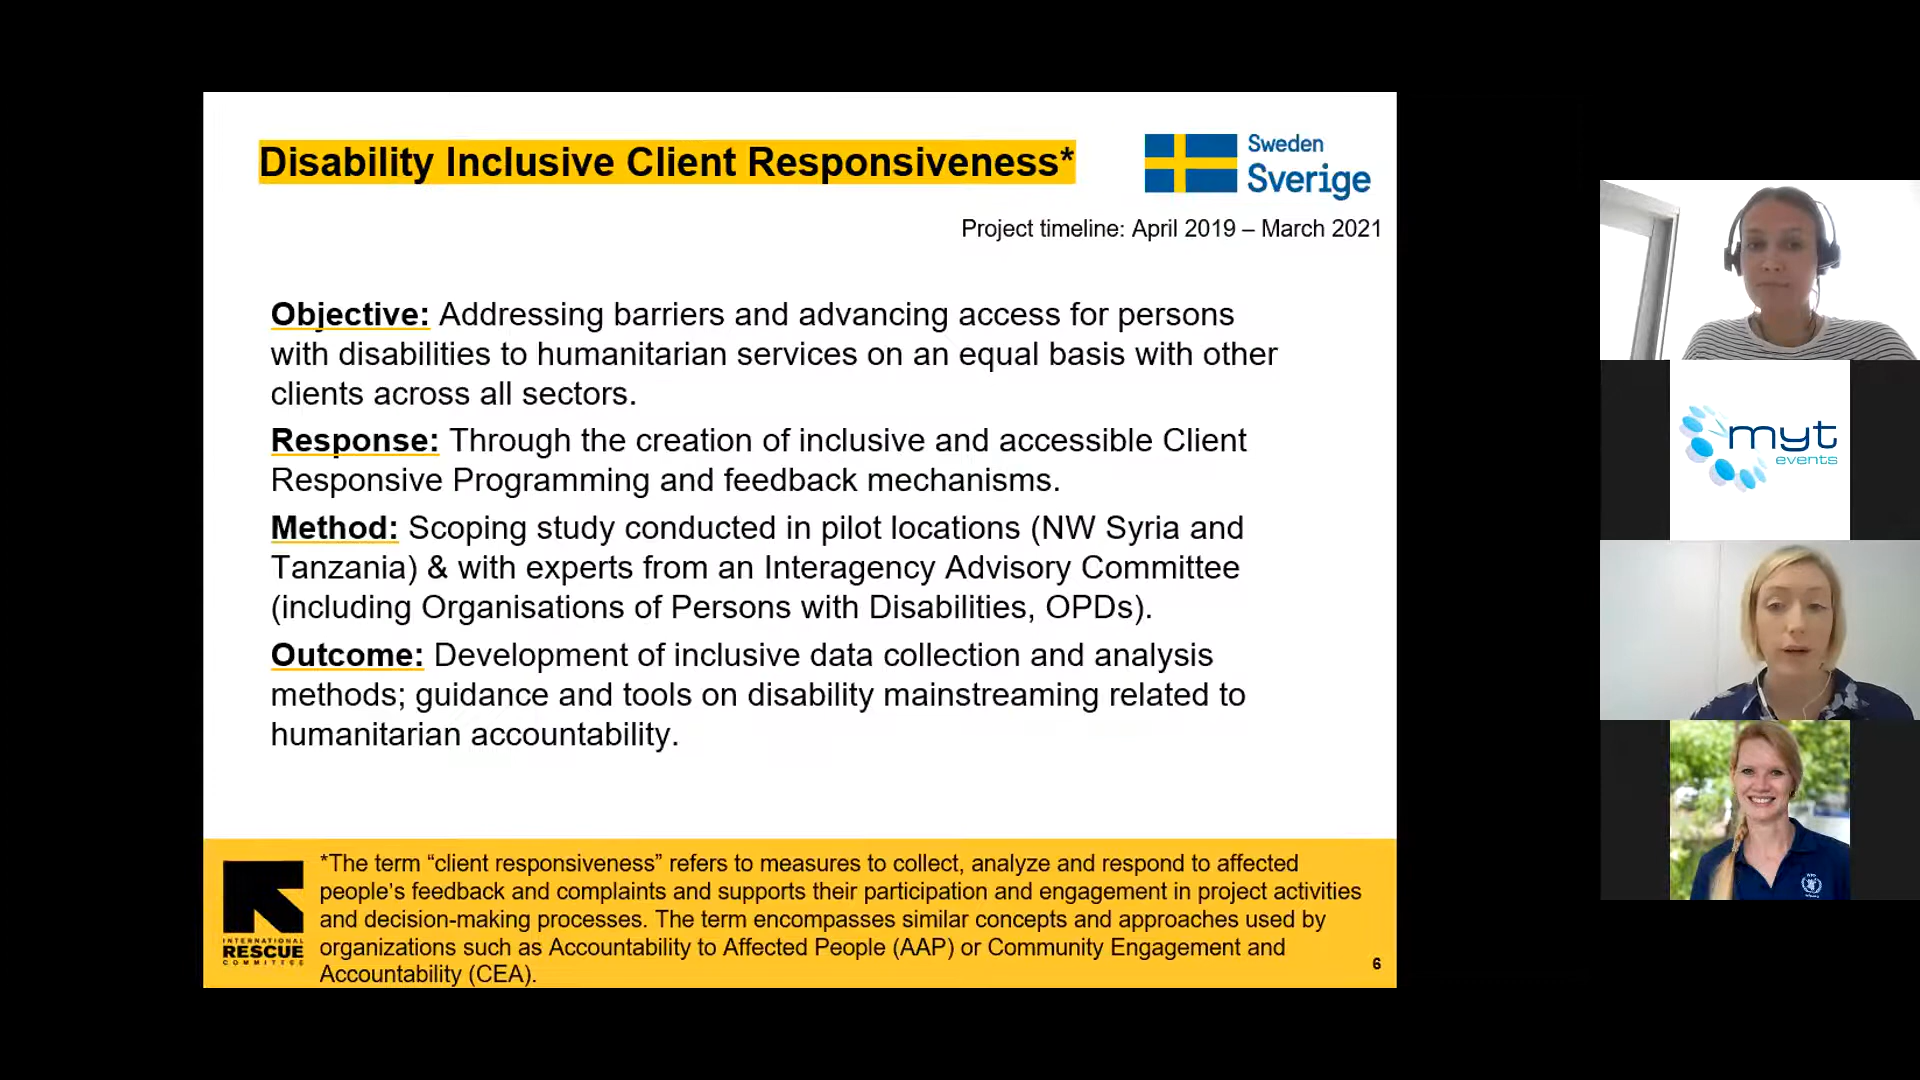 Disability Inclusive Client Responsiveness*
Sweden
Sverige
Project timeline: April 2019 – March 2021
Objective: Addressing barriers and advancing access for persons
with disabilities to humanitarian services on an equal basis with other
clients across all sectors.
Response: Through the creation of inclusive and accessible Client
Responsive Programming and feedback mechanisms.
Method: Scoping study conducted in pilot locations (NW Syria and
Tanzania) & with experts from an Interagency Advisory Committee
(including Organisations of Persons with Disabilities, OPDs).
Outcome: Development of inclusive data collection and analysis
methods; guidance and tools on disability mainstreaming related to
humanitarian accountability.
*The term “client responsiveness” refers to measures to collect, analyze and respond to affected
people’s feedback and complaints and supports their participation and engagement in project activities
and decision-making processes. The term encompasses similar concepts and approaches used by
organizations such as Accountability to Affected People (AAP) or Community Engagement and
Accountability (CEA).
INTERNATIONAL
RESCUE
COMMITTEE
6
myt
events